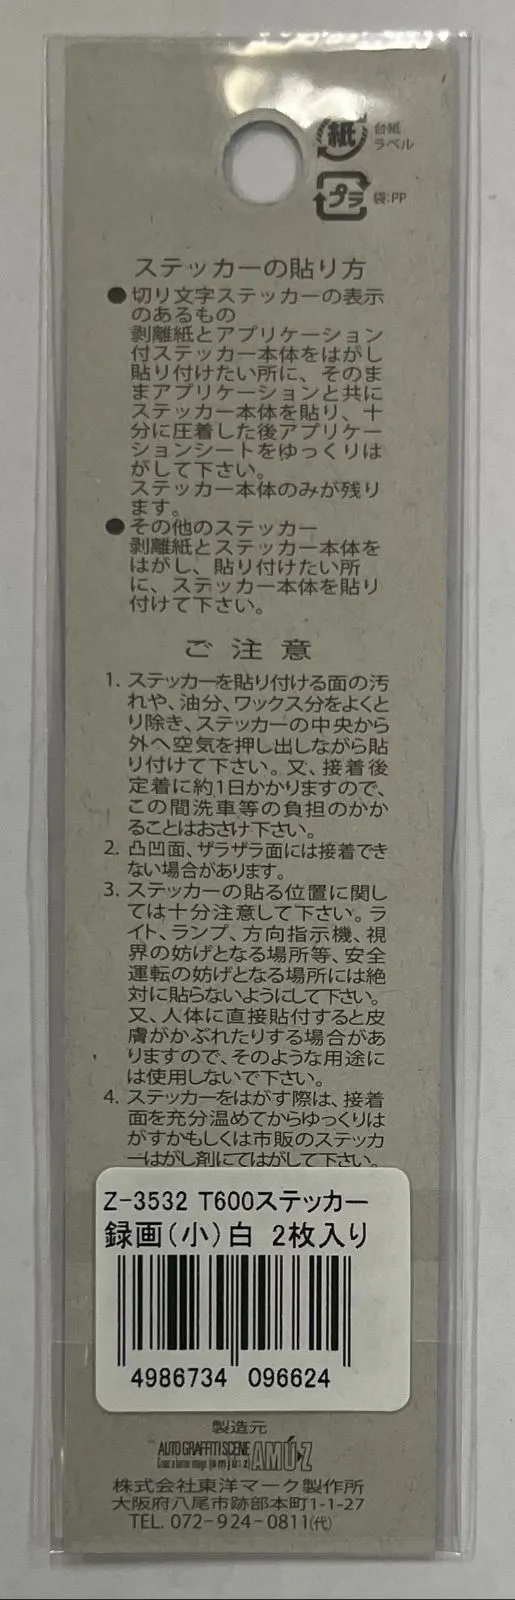 紙
台紙
ラベル
プラ
袋:PP
ステッカーの貼り方
●切り文字ステッカーの表示
のあるもの
剥離紙とアプリケーション
付ステッカー本体をはがし
貼り付けたい所に、そのま
まアプリケーションと共に
ステッカー本体を貼り、十
分に圧着した後アプリケー
ションシートをゆっくりは
がして下さい。
ステッカー本体のみが残り
ます。
●その他のステッカー
剥離紙とステッカー本体を
はがし、貼り付けたい所
に、ステッカー本体を貼り
付けて下さい。
ご注意
1. ステッカーを貼り付ける面の汚
れや、油分、ワックス分をよくと
り除き、ステッカーの中央から
外へ空気を押し出しながら貼
り付けて下さい。又、接着後
定着に約1日かかりますので、
この間洗車等の負担のかか
ることはおさけ下さい。
2. 凸凹面、ザラザラ面には接着でき
ない場合があります。
3. ステッカーの貼る位置に関し
ては十分注意して下さい。ラ
イト、ランプ、方向指示機、視
界の妨げとなる場所等、安全
運転の妨げとなる場所には絶
対に貼らないようにして下さい。
又、人体に直接貼付すると皮
膚がかぶれたりする場合があ
りますので、そのような用途に
は使用しないで下さい。
4. ステッカーをはがす際は、接着
面を充分温めてからゆっくりは
がすかもしくは市販のステッカ
ーはがし剤にてはがして下さい。
Z-3532 T600ステッカー
録画(小)白 2枚入り
4986734 096624
製造元
AUTO GRAFFITI SCENE
AMÚ-Z
株式会社東洋マーク製作所
大阪府八尾市跡部本町1-1-27
TEL. 072-924-0811(代)